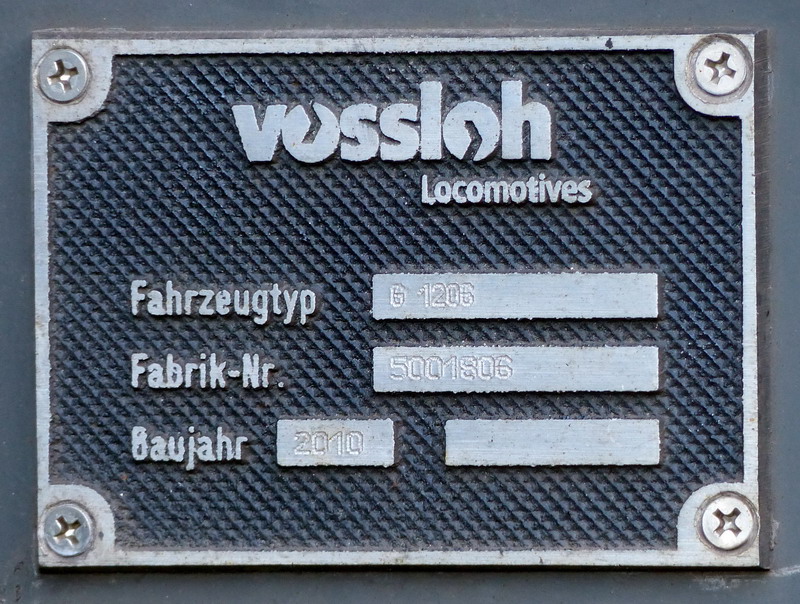 vossloh
Locomotives
Fahrzeugtyp G 1206
Fabrik-Nr. 5001806
Baujahr 2010